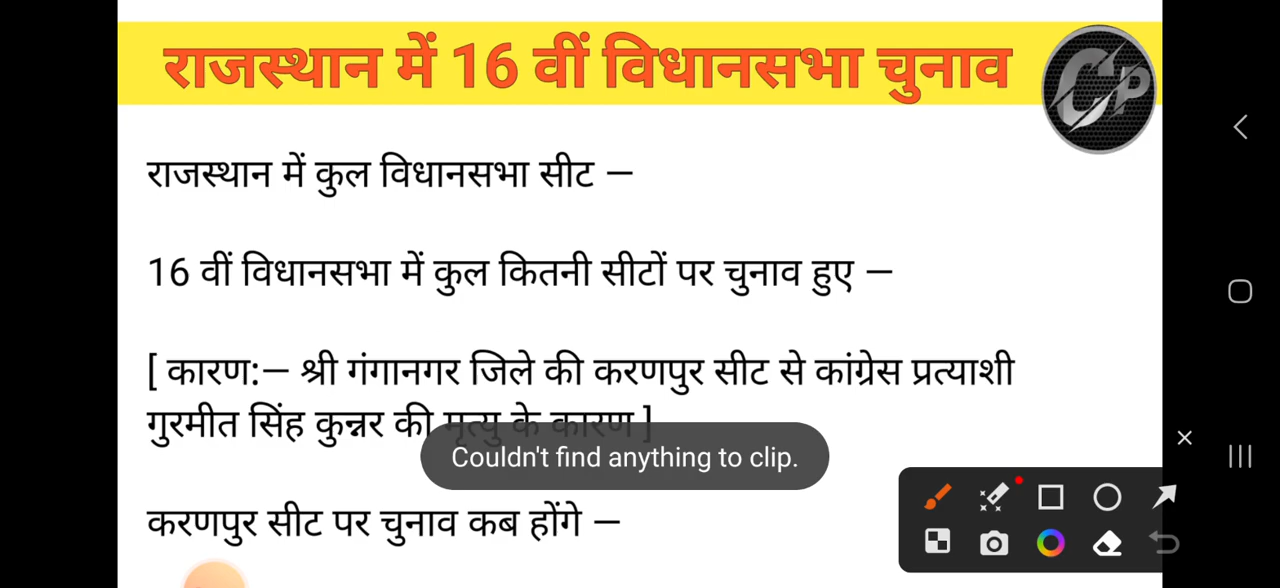 राजस्थान में 16 वीं विधानसभा चुनाव
CP
राजस्थान में कुल विधानसभा सीट –
16 वीं विधानसभा में कुल कितनी सीटों पर चुनाव हुए –
[ कारण:– श्री गंगानगर जिले की करणपुर सीट से कांग्रेस प्रत्याशी
गुरमीत सिंह कुन्नर की मृत्यु के कारण ]
Couldn't find anything to clip.
करणपुर सीट पर चुनाव कब होंगे –